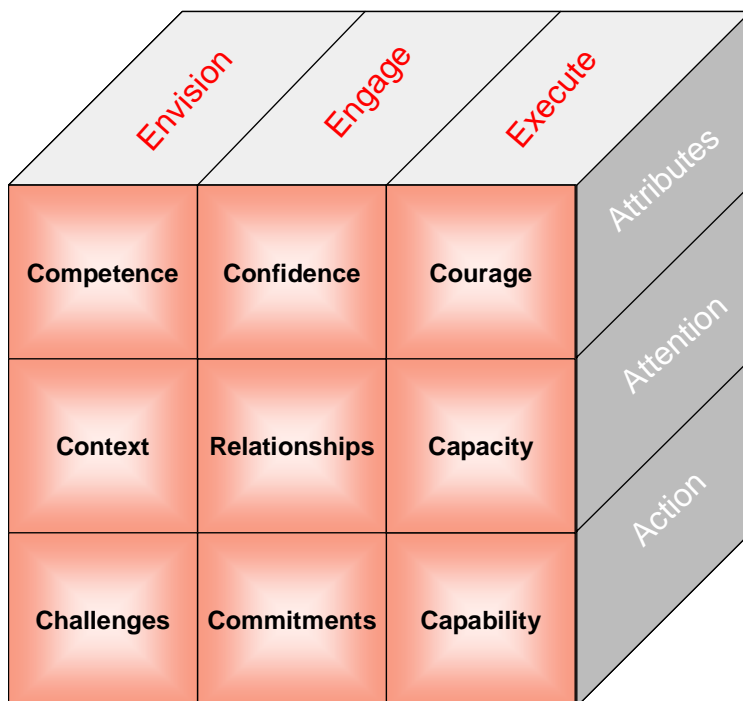 Envision
Engage
Execute
Attributes
Competence
Confidence
Courage
Attention
Context
Relationships
Capacity
Action
Challenges
Commitments
Capability